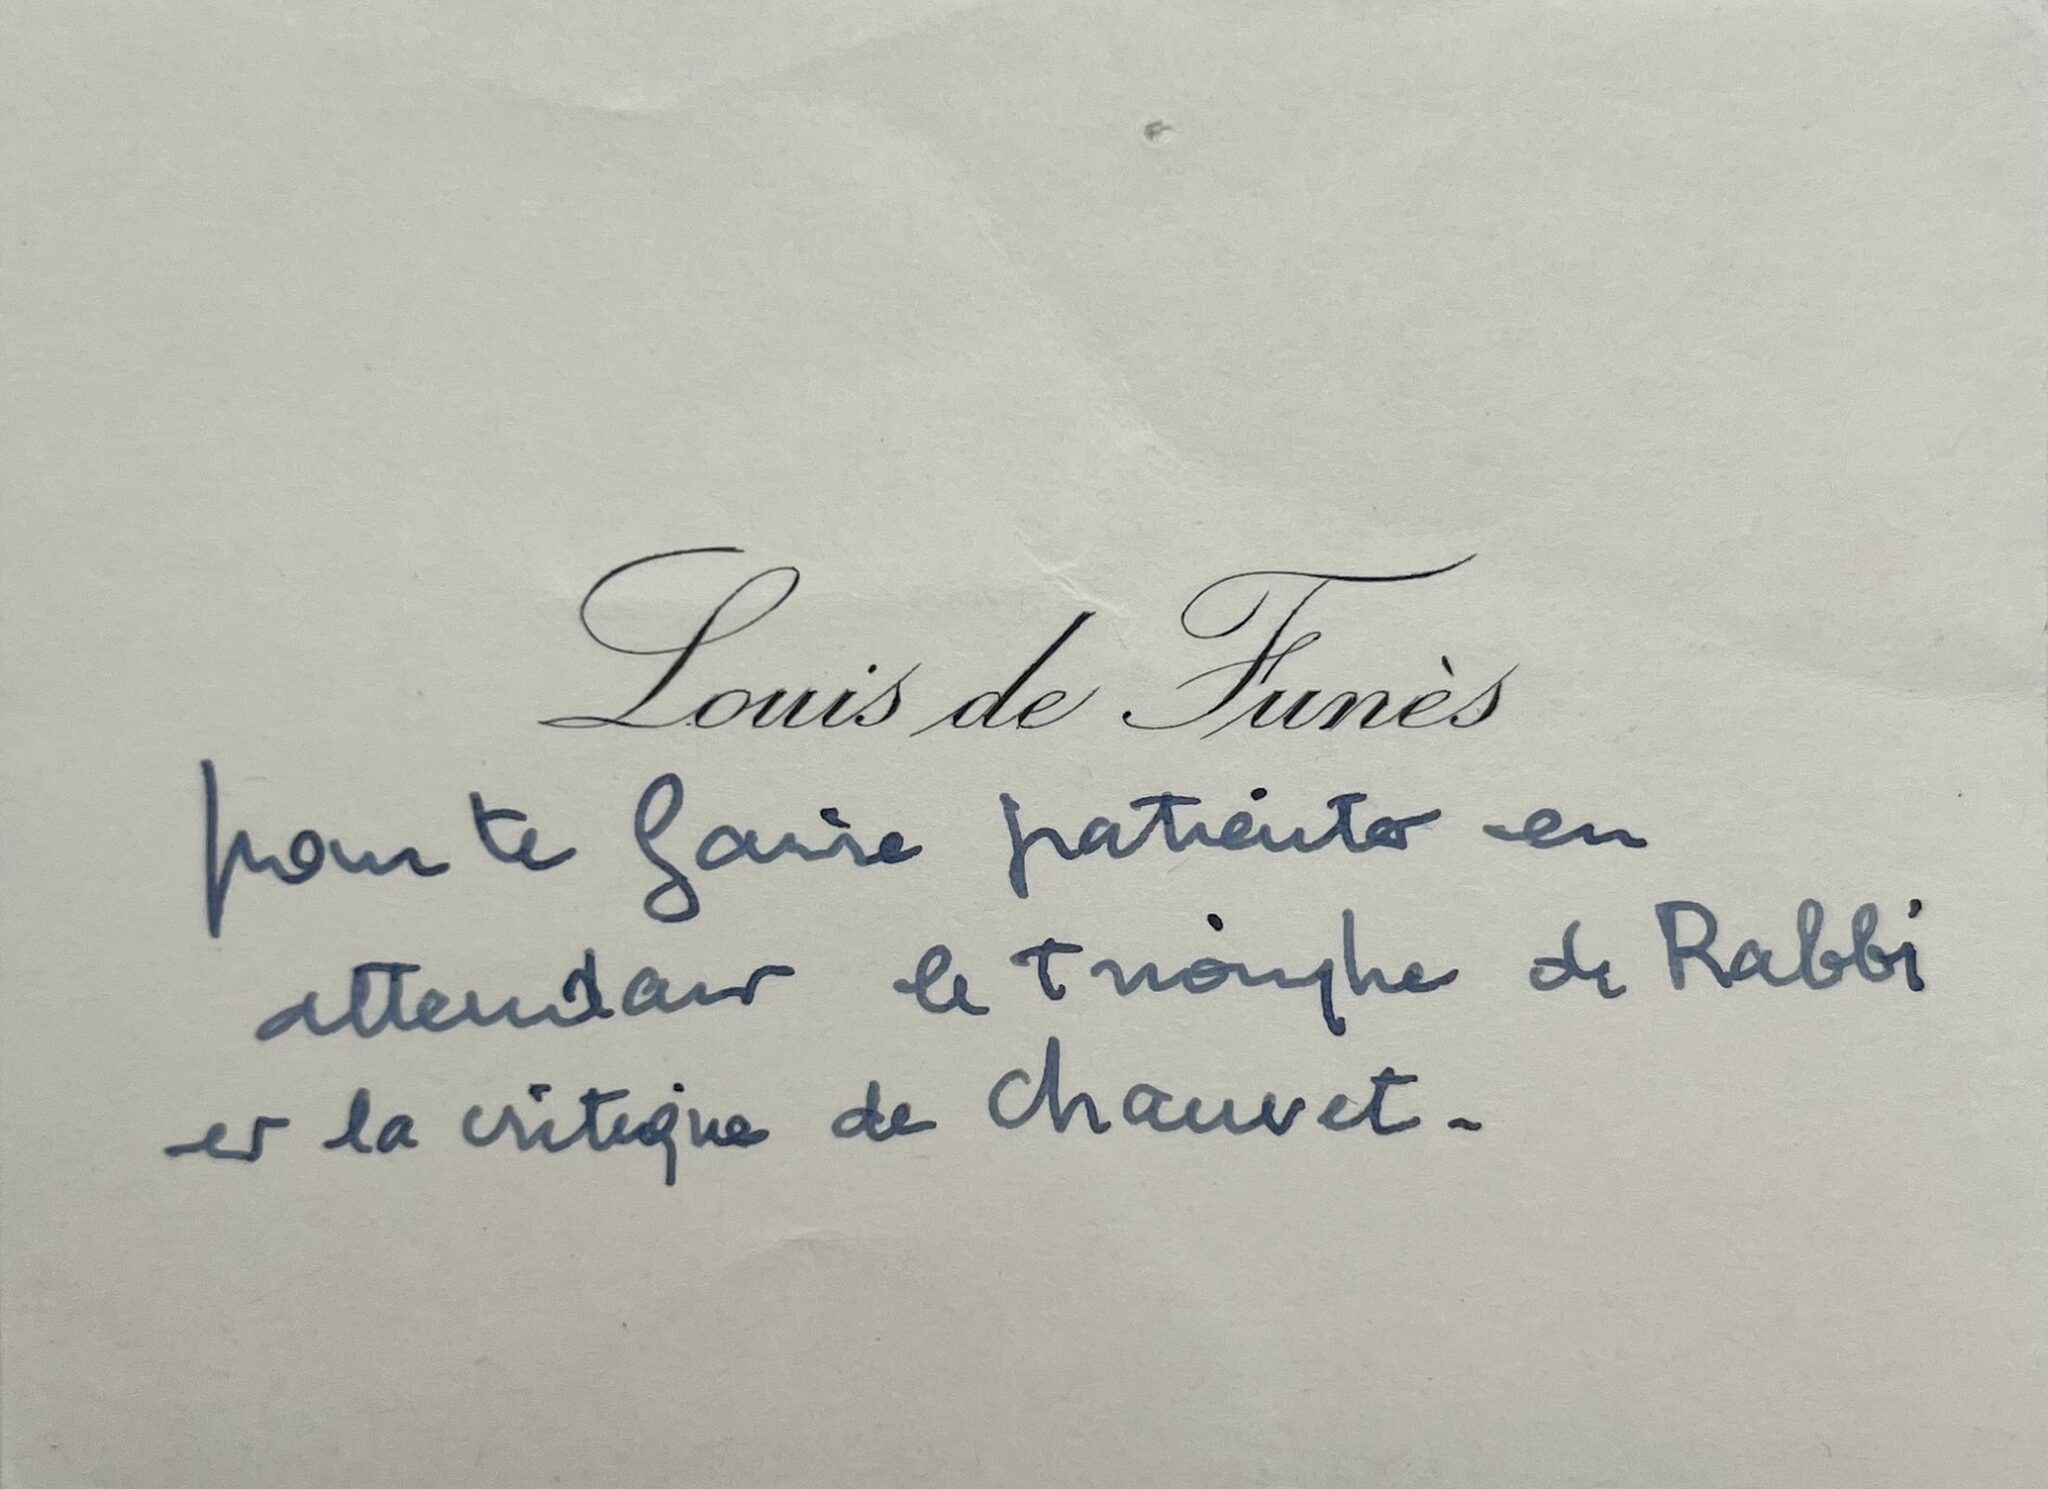 Louis de Funès
pour te faire patienter en
attendant le triomphe de Rabbi
et la critique de Chauvet -